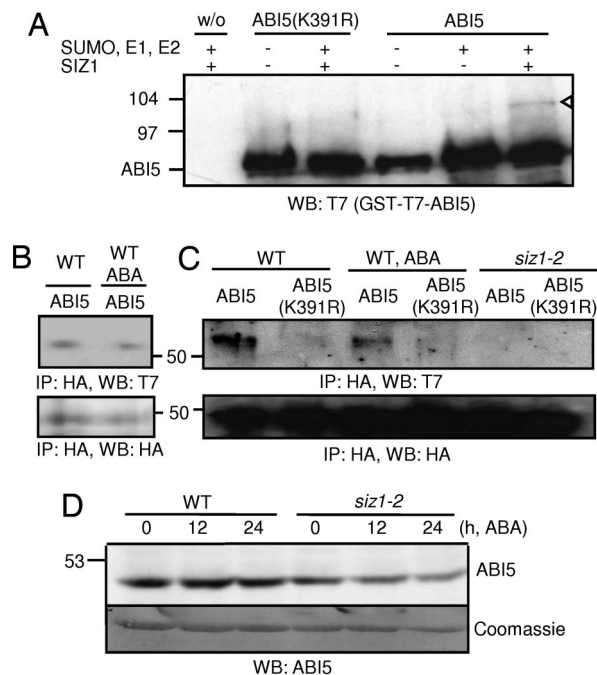 A
w/o ABI5(K391R) ABI5
SUMO, E1, E2 + - + - + +
SIZ1 + - + - - +
104
97
ABI5
WB: T7 (GST-T7-ABI5)
B
WT WT ABA
ABI5 ABI5
IP: HA, WB: T7
IP: HA, WB: HA
C
WT WT, ABA siz1-2
ABI5 ABI5 (K391R) ABI5 ABI5 (K391R) ABI5 ABI5 (K391R)
50
IP: HA, WB: T7
50
IP: HA, WB: HA
D
WT siz1-2
0 12 24 0 12 24 (h, ABA)
53
ABI5
Coomassie
WB: ABI5